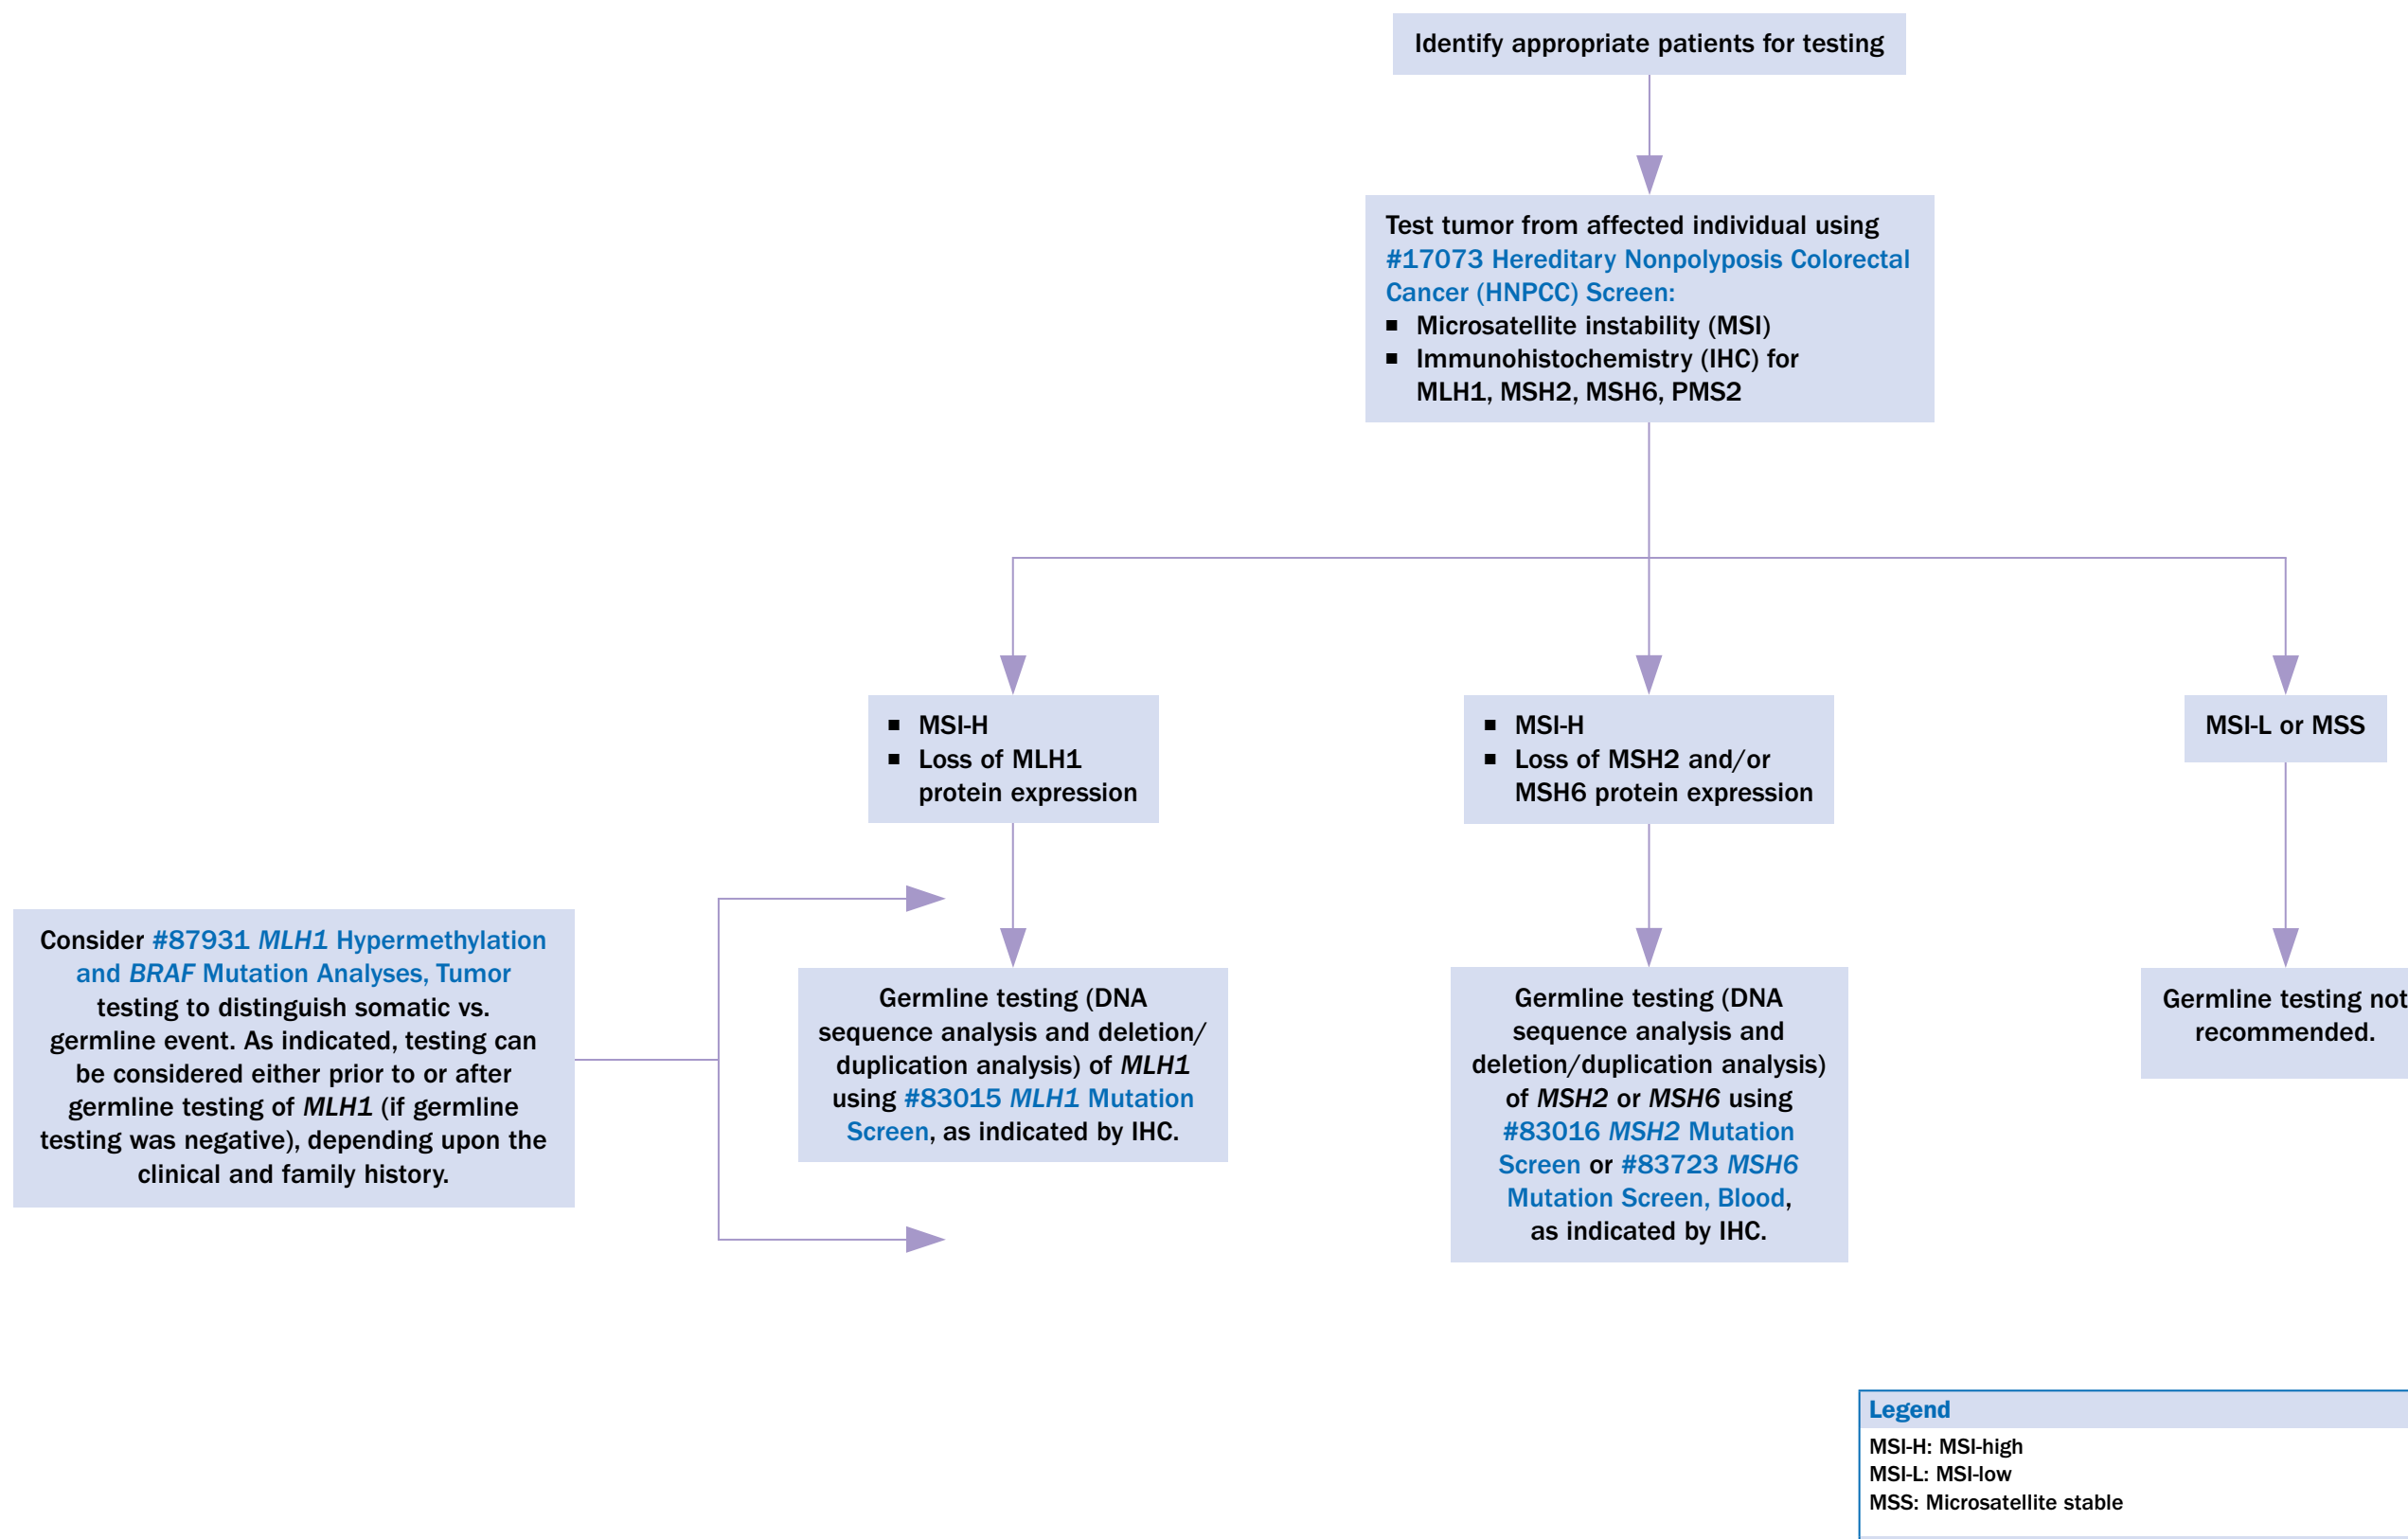 Identify appropriate patients for testing
Test tumor from affected individual using
#17073 Hereditary Nonpolyposis Colorectal
Cancer (HNPCC) Screen:
■ Microsatellite instability (MSI)
■ Immunohistochemistry (IHC) for
MLH1, MSH2, MSH6, PMS2
■ MSI-H
■ Loss of MLH1
protein expression
■ MSI-H
■ Loss of MSH2 and/or
MSH6 protein expression
MSI-L or MSS
Consider #87931 MLH1 Hypermethylation
and BRAF Mutation Analyses, Tumor
testing to distinguish somatic vs.
germline event. As indicated, testing can
be considered either prior to or after
germline testing of MLH1 (if germline
testing was negative), depending upon the
clinical and family history.
Germline testing (DNA
sequence analysis and deletion/
duplication analysis) of MLH1
using #83015 MLH1 Mutation
Screen, as indicated by IHC.
Germline testing (DNA
sequence analysis and
deletion/duplication analysis)
of MSH2 or MSH6 using
#83016 MSH2 Mutation
Screen or #83723 MSH6
Mutation Screen, Blood,
as indicated by IHC.
Germline testing not
recommended.
Legend
MSI-H: MSI-high
MSI-L: MSI-low
MSS: Microsatellite stable